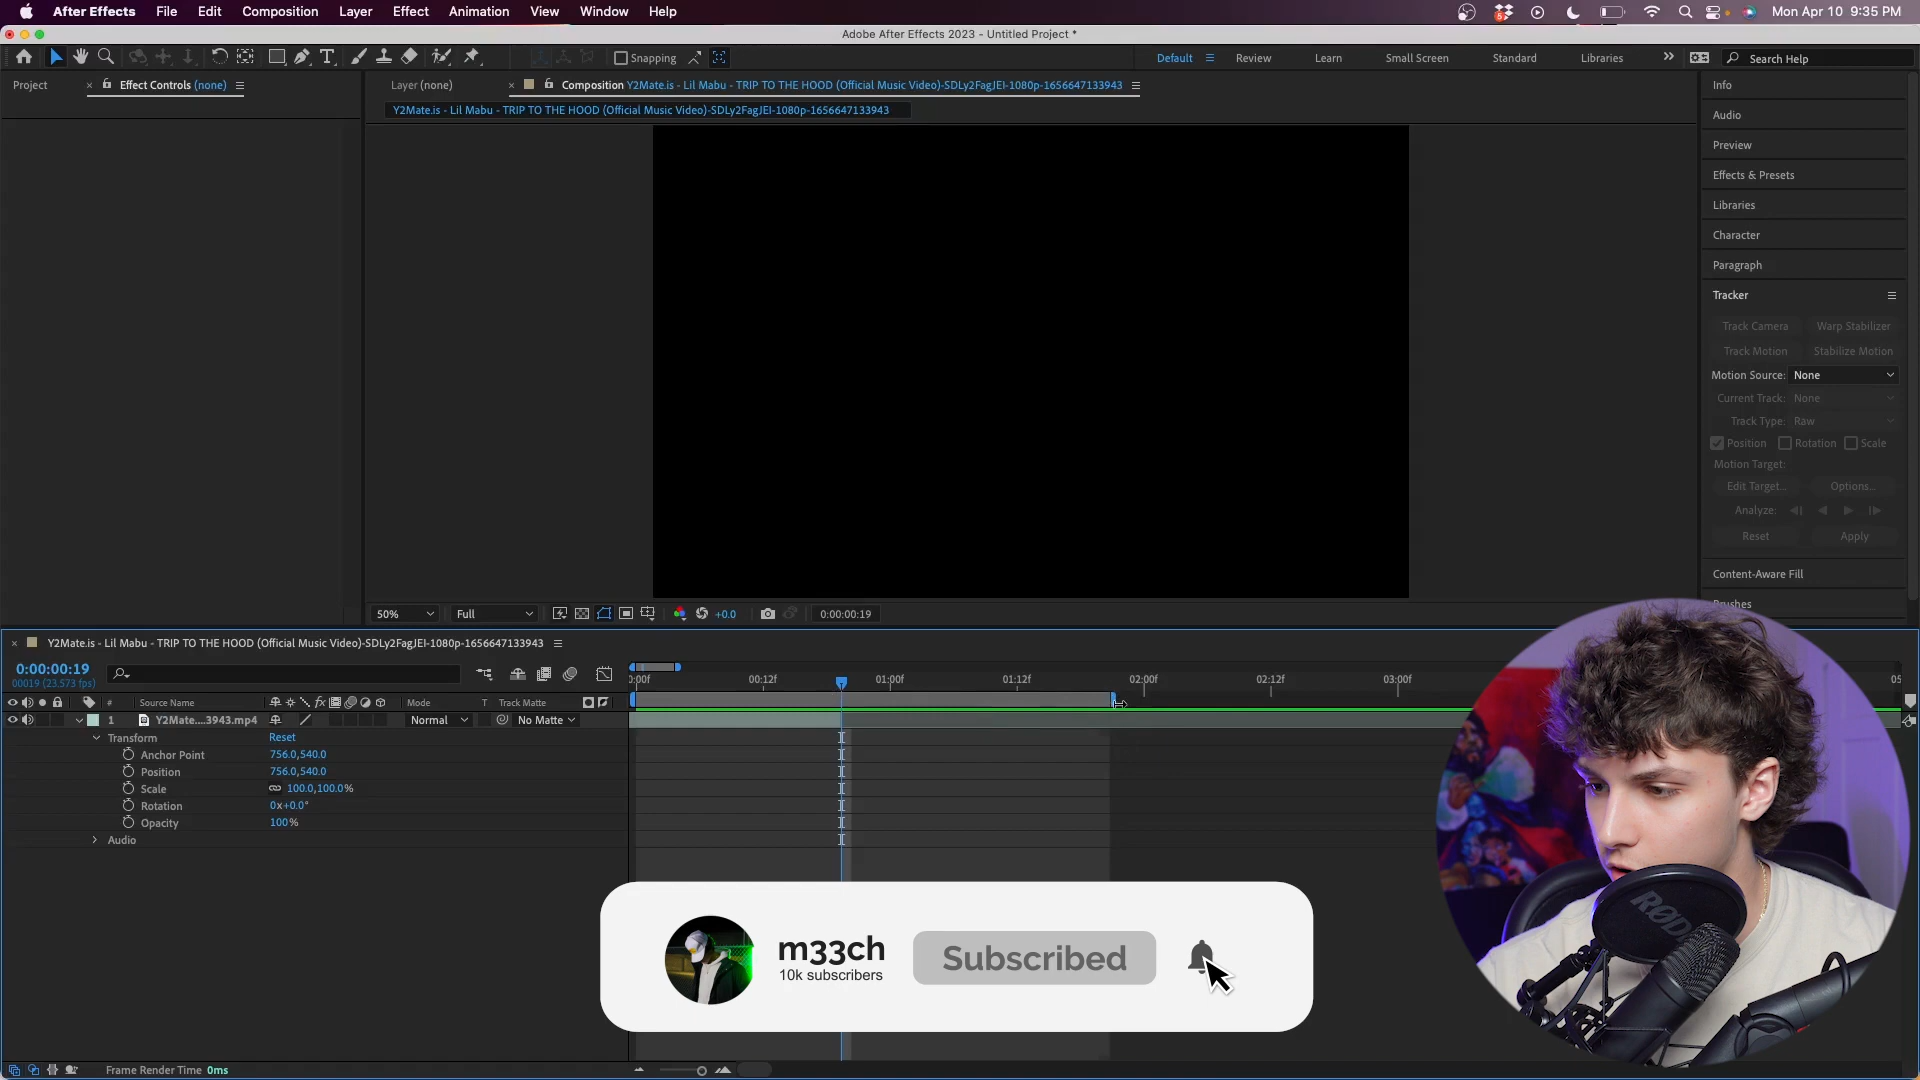 After Effects File Edit Composition Layer Effect Animation View Window Help
Mon Apr 10 9:35 PM
Adobe After Effects 2023 - Untitled Project *
Snapping
Default Review Learn Small Screen Standard Libraries
Search Help
Project
Effect Controls (none)
Layer (none)
Composition Y2Mate.is - Lil Mabu - TRIP TO THE HOOD (Official Music Video)-SDLy2FagJEI-1080p-1656647133943
Y2Mate.is - Lil Mabu - TRIP TO THE HOOD (Official Music Video)-SDLy2FagJEI-1080p-1656647133943
Info
Audio
Preview
Effects & Presets
Libraries
Character
Paragraph
Tracker
Track Camera Warp Stabilizer
Track Motion Stabilize Motion
Motion Source: None
Current Track: None
Track Type: Raw
Position Rotation Scale
Motion Target:
Edit Target... Options...
Analyze:
Reset Apply
Content-Aware Fill
Brushes
50% Full +0.0 0:00:00:19
Y2Mate.is - Lil Mabu - TRIP TO THE HOOD (Official Music Video)-SDLy2FagJEI-1080p-1656647133943
0:00:00:19
00019 (23.573 fps)
:00f 00:12f 01:00f 01:12f 02:00f 02:12f 03:00f 05
# Source Name Mode T Track Matte
1 Y2Mate....3943.mp4 Normal No Matte
Transform Reset
Anchor Point 756.0,540.0
Position 756.0,540.0
Scale 100.0,100.0%
Rotation 0x+0.0°
Opacity 100%
Audio
RØDE
m33ch
10k subscribers
Subscribed
Frame Render Time 0ms